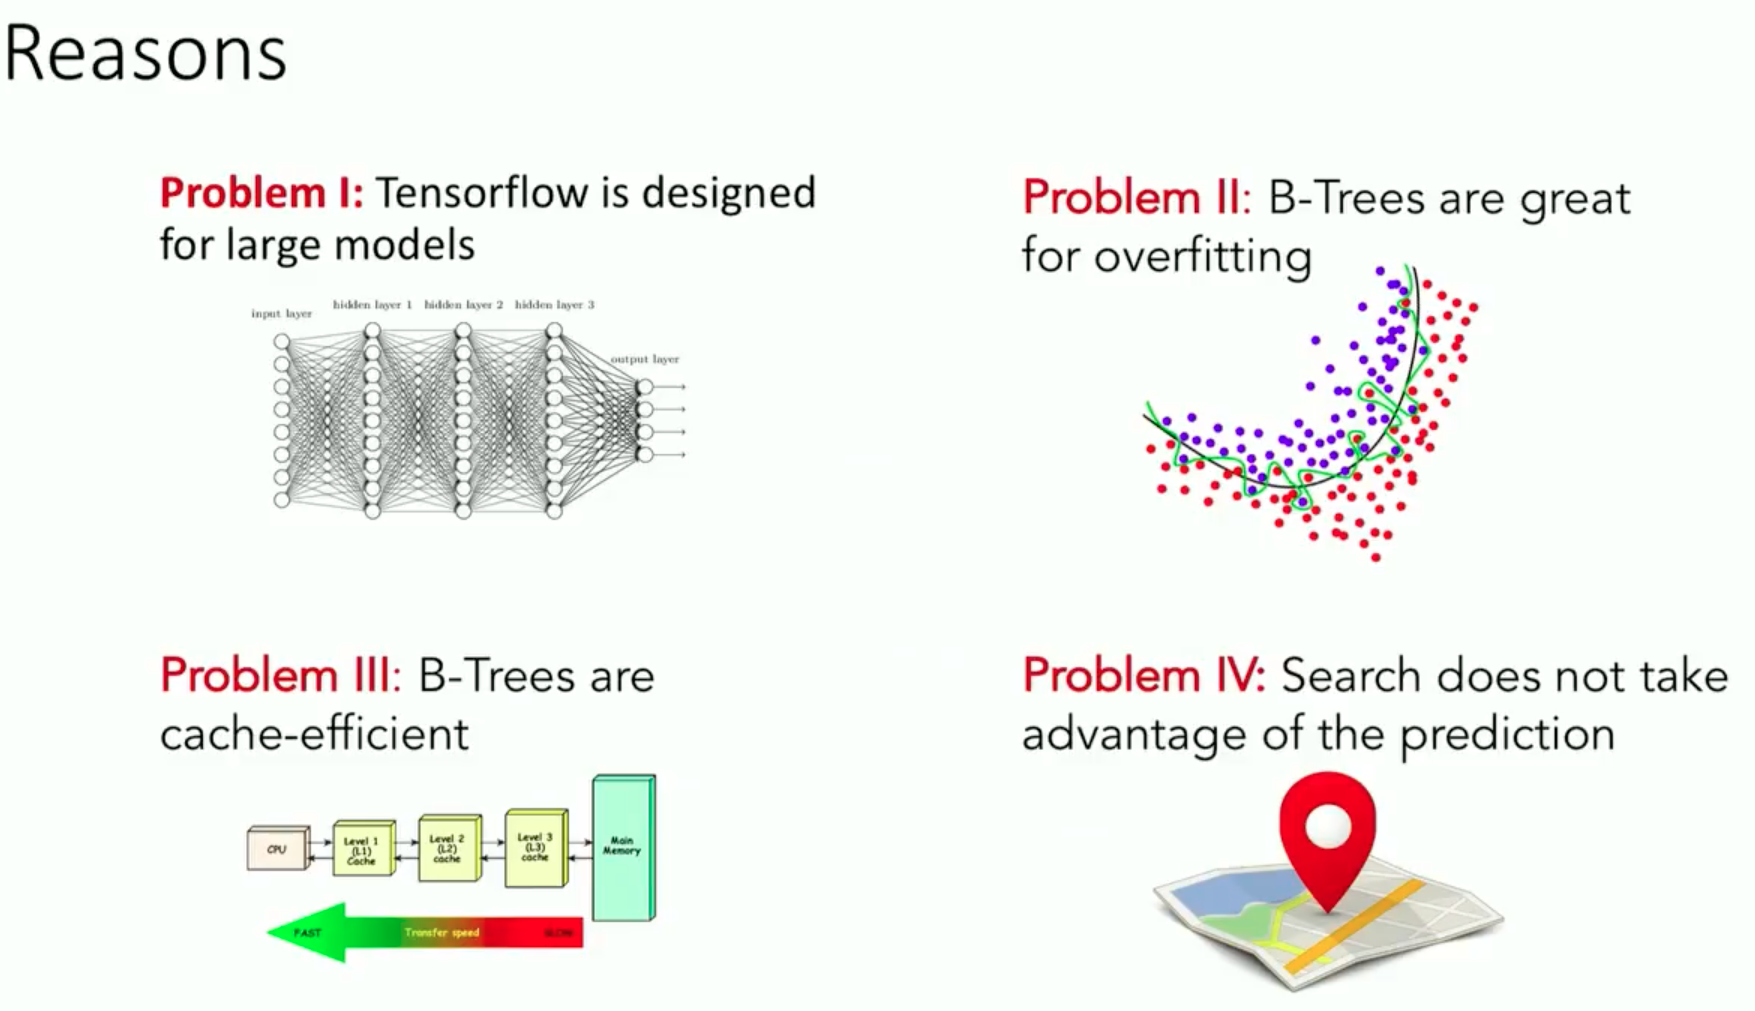 Reasons
Problem I: Tensorflow is designed
for large models
input layer
hidden layer 1
hidden layer 2
hidden layer 3
output layer
Problem II: B-Trees are great
for overfitting
Problem III: B-Trees are
cache-efficient
CPU
Level 1
(L1)
Cache
Level 2
(L2)
cache
Level 3
(L3)
cache
Main
Memory
FAST
Transfer speed
SLOW
Problem IV: Search does not take
advantage of the prediction